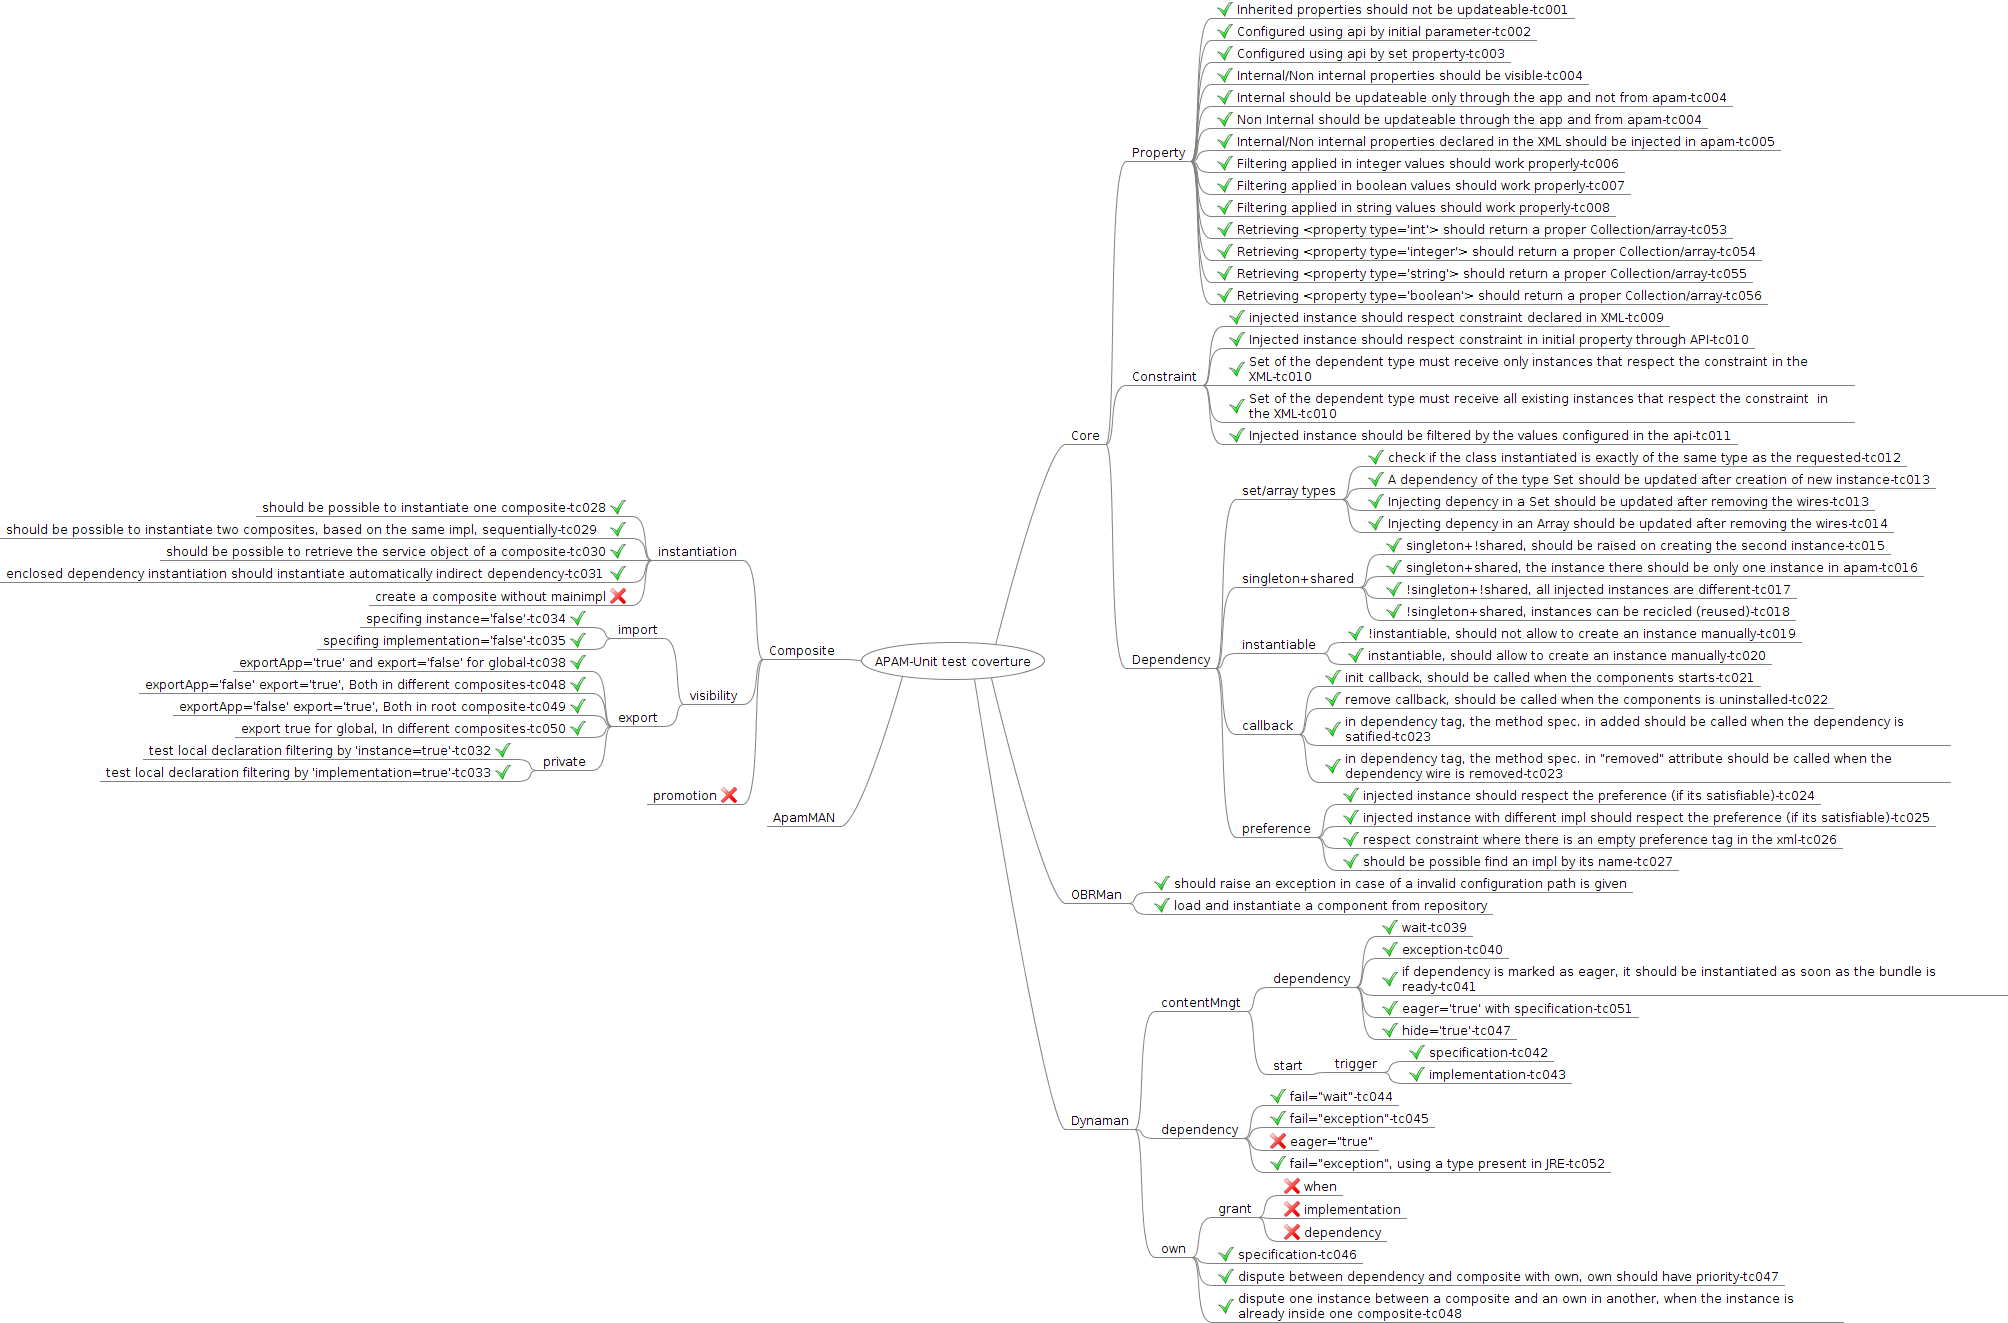 APAM-Unit test coverture
Core
Property
Inherited properties should not be updateable-tc001
Configured using api by initial parameter-tc002
Configured using api by set property-tc003
Internal/Non internal properties should be visible-tc004
Internal should be updateable only through the app and not from apam-tc004
Non Internal should be updateable through the app and from apam-tc004
Internal/Non internal properties declared in the XML should be injected in apam-tc005
Filtering applied in integer values should work properly-tc006
Filtering applied in boolean values should work properly-tc007
Filtering applied in string values should work properly-tc008
Retrieving <property type='int'> should return a proper Collection/array-tc053
Retrieving <property type='integer'> should return a proper Collection/array-tc054
Retrieving <property type='string'> should return a proper Collection/array-tc055
Retrieving <property type='boolean'> should return a proper Collection/array-tc056
Constraint
injected instance should respect constraint declared in XML-tc009
Injected instance should respect constraint in initial property through API-tc010
Set of the dependent type must receive only instances that respect the constraint in the
XML-tc010
Set of the dependent type must receive all existing instances that respect the constraint  in
the XML-tc010
Injected instance should be filtered by the values configured in the api-tc011
Dependency
set/array types
check if the class instantiated is exactly of the same type as the requested-tc012
A dependency of the type Set should be updated after creation of new instance-tc013
Injecting depency in a Set should be updated after removing the wires-tc013
Injecting depency in an Array should be updated after removing the wires-tc014
singleton+shared
singleton+!shared, should be raised on creating the second instance-tc015
singleton+shared, the instance there should be only one instance in apam-tc016
!singleton+!shared, all injected instances are different-tc017
!singleton+shared, instances can be recicled (reused)-tc018
instantiable
!instantiable, should not allow to create an instance manually-tc019
instantiable, should allow to create an instance manually-tc020
callback
init callback, should be called when the components starts-tc021
remove callback, should be called when the components is uninstalled-tc022
in dependency tag, the method spec. in added should be called when the dependency is
satified-tc023
in dependency tag, the method spec. in "removed" attribute should be called when the
dependency wire is removed-tc023
preference
injected instance should respect the preference (if its satisfiable)-tc024
injected instance with different impl should respect the preference (if its satisfiable)-tc025
respect constraint where there is an empty preference tag in the xml-tc026
should be possible find an impl by its name-tc027
OBRMan
should raise an exception in case of a invalid configuration path is given
load and instantiate a component from repository
Dynaman
contentMngt
dependency
wait-tc039
exception-tc040
if dependency is marked as eager, it should be instantiated as soon as the bundle is
ready-tc041
eager='true' with specification-tc051
hide='true'-tc047
start
trigger
specification-tc042
implementation-tc043
dependency
fail="wait"-tc044
fail="exception"-tc045
eager="true"
fail="exception", using a type present in JRE-tc052
own
grant
when
implementation
dependency
specification-tc046
dispute between dependency and composite with own, own should have priority-tc047
dispute one instance between a composite and an own in another, when the instance is
already inside one composite-tc048
Composite
instantiation
should be possible to instantiate one composite-tc028
should be possible to instantiate two composites, based on the same impl, sequentially-tc029
should be possible to retrieve the service object of a composite-tc030
enclosed dependency instantiation should instantiate automatically indirect dependency-tc031
create a composite without mainimpl
visibility
import
specifing instance='false'-tc034
specifing implementation='false'-tc035
export
exportApp='true' and export='false' for global-tc038
exportApp='false' export='true', Both in different composites-tc048
exportApp='false' export='true', Both in root composite-tc049
export true for global, In different composites-tc050
private
test local declaration filtering by 'instance=true'-tc032
test local declaration filtering by 'implementation=true'-tc033
promotion
ApamMAN